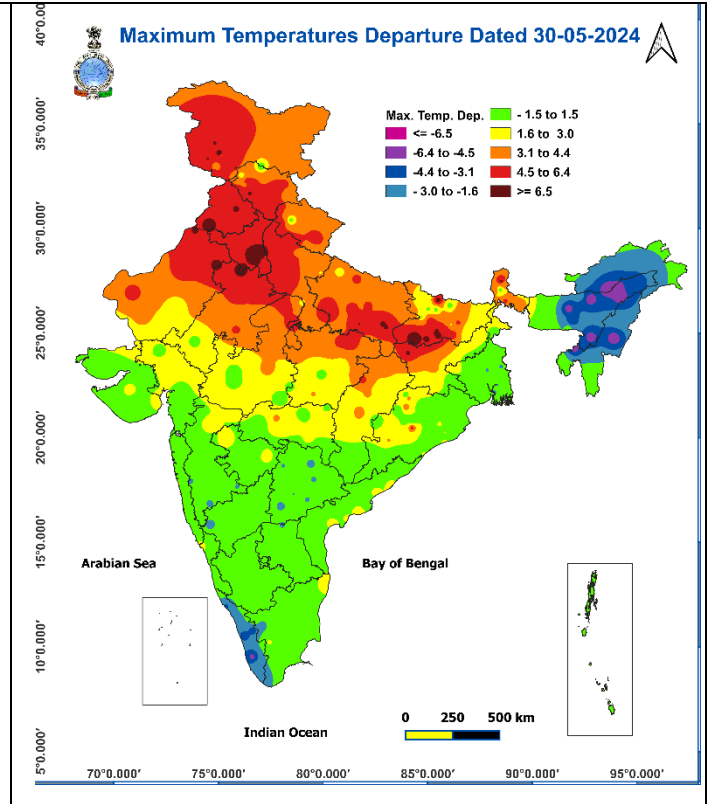 Maximum Temperatures Departure Dated 30-05-2024
Max. Temp. Dep.
<= -6.5
-6.4 to -4.5
-4.4 to -3.1
- 3.0 to -1.6
- 1.5 to 1.5
1.6 to 3.0
3.1 to 4.4
4.5 to 6.4
>= 6.5
40°0.000'
35°0.000'
30°0.000'
25°0.000'
20°0.000'
15°0.000'
10°0.000'
5°0.000'
Arabian Sea
Bay of Bengal
Indian Ocean
0 250 500 km
70°0.000'
75°0.000'
80°0.000'
85°0.000'
90°0.000'
95°0.000'